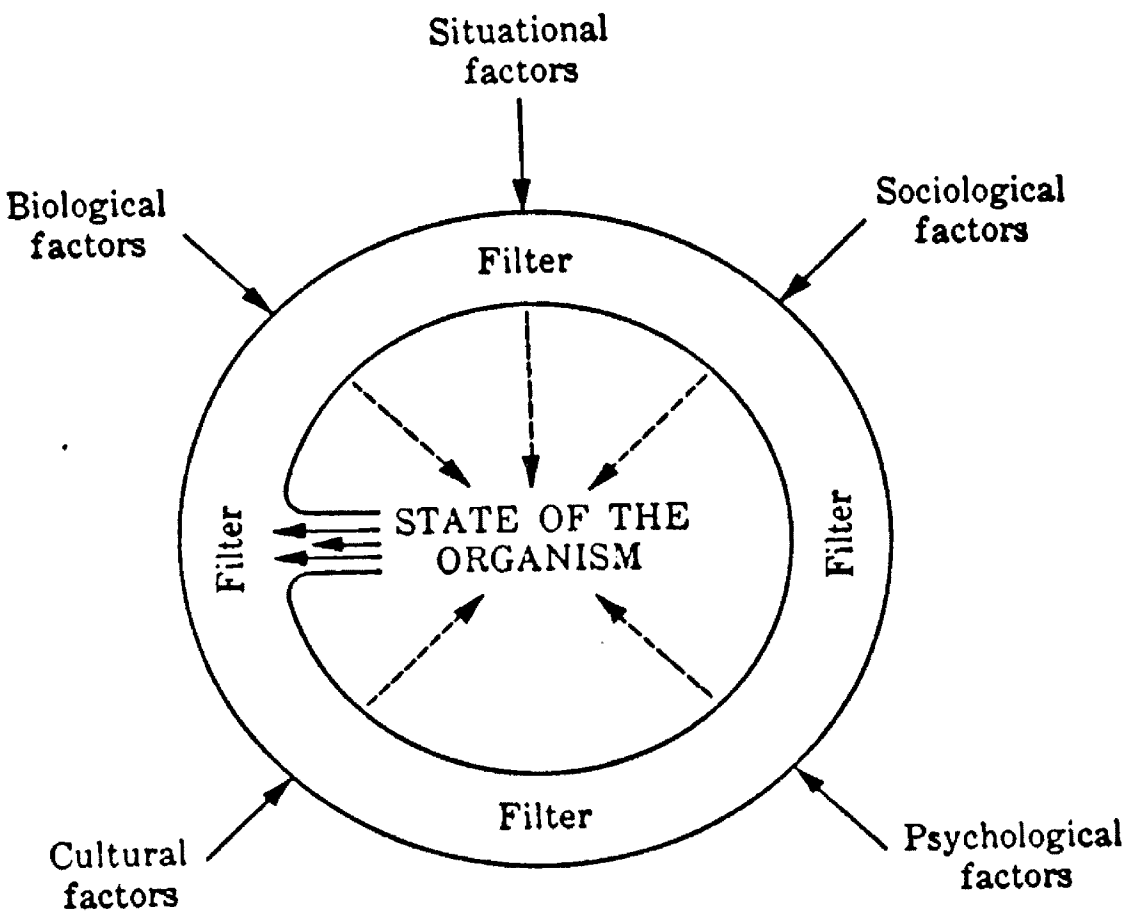 Situational
factors
Biological
factors
Sociological
factors
Filter
Filter
STATE OF THE
ORGANISM
Filter
Filter
Cultural
factors
Psychological
factors